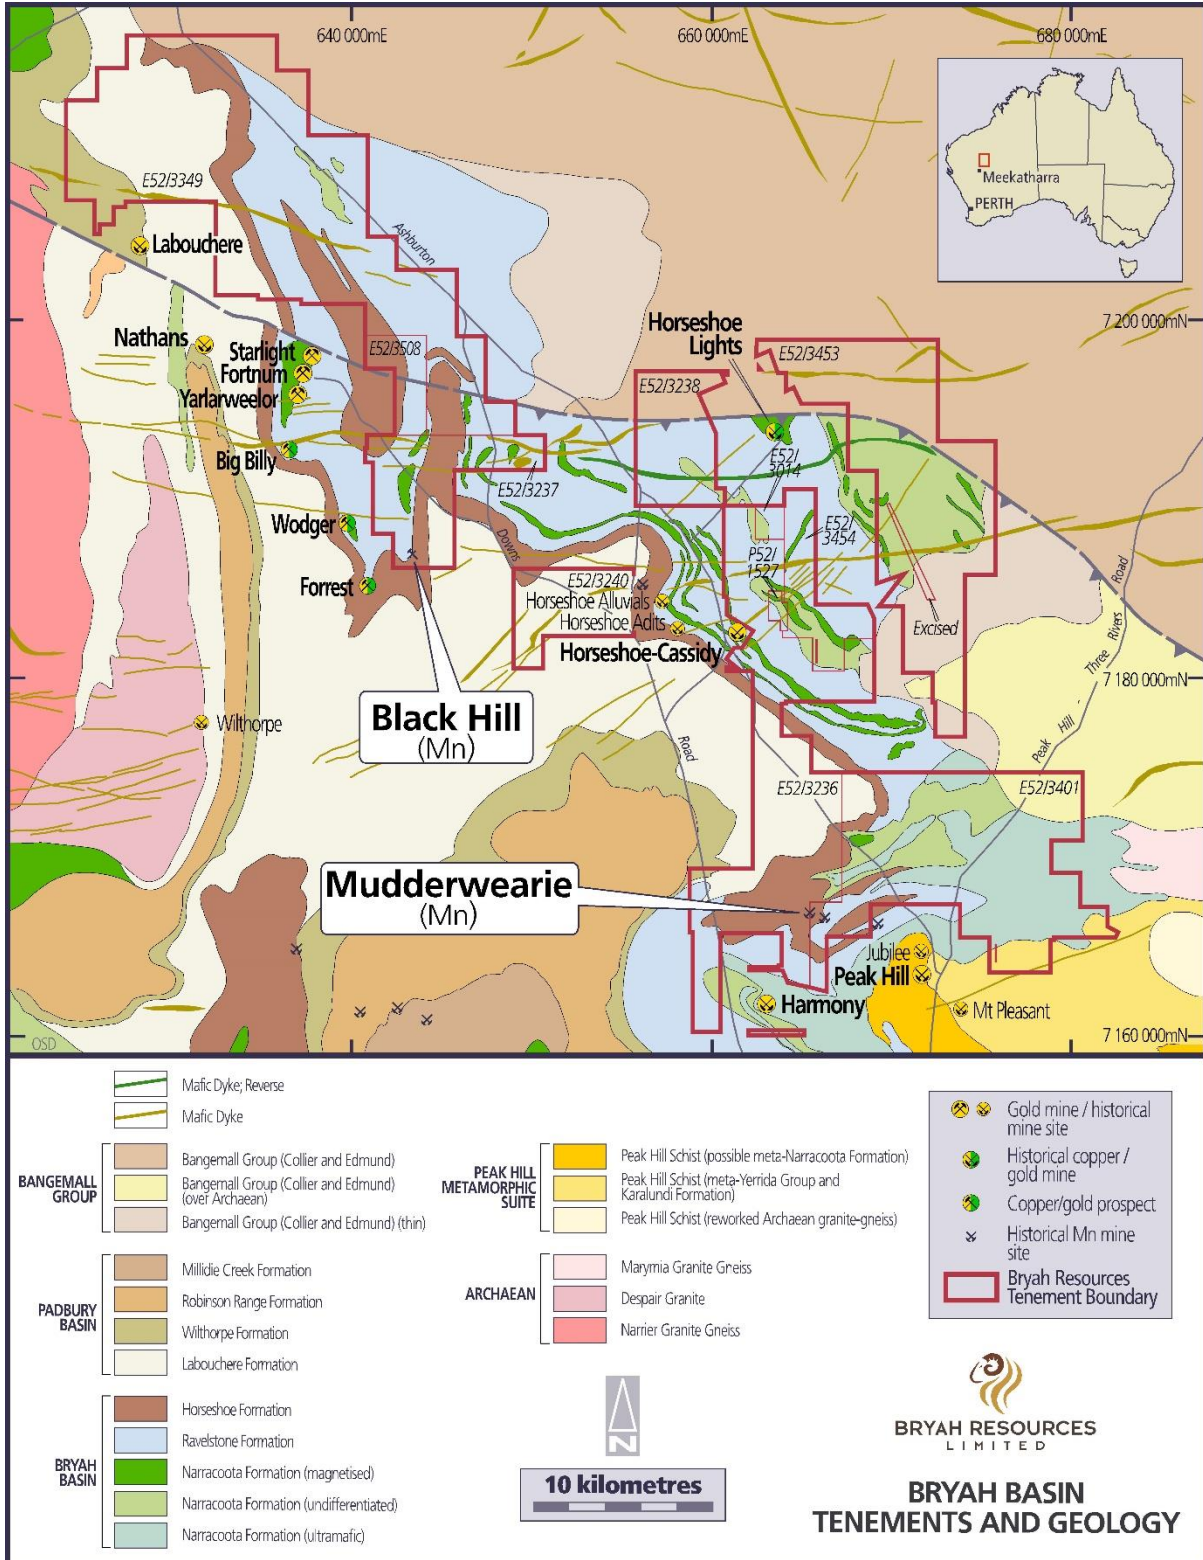 640 000mE
660 000mE
680 000mE
Meekatharra
PERTH
E52/3349
Ashburton
Labouchere
7 200 000mN
Nathans
Starlight
Fortnum
Yarlarweelor
E52/3508
Horseshoe
Lights
E52/3453
E52/3238
Big Billy
E52/3237
E52/
3014
E52/
3454
Wodger
Downs
P52/
1527
Forrest
E52/3240
Horseshoe Alluvials
Horseshoe Adits
Horseshoe-Cassidy
Excised
Peak Hill - Three Rivers Road
7 180 000mN
Black Hill
(Mn)
Wilthorpe
Road
E52/3236
E52/3401
Mudderwearie
(Mn)
Jubilee
Peak Hill
Harmony
Mt Pleasant
7 160 000mN
OSD
Mafic Dyke; Reverse
Mafic Dyke
BANGEMALL
GROUP
Bangemall Group (Collier and Edmund)
Bangemall Group (Collier and Edmund)
(over Archaean)
Bangemall Group (Collier and Edmund) (thin)
PADBURY
BASIN
Millidie Creek Formation
Robinson Range Formation
Wilthorpe Formation
Labouchere Formation
BRYAH
BASIN
Horseshoe Formation
Ravelstone Formation
Narracoota Formation (magnetised)
Narracoota Formation (undifferentiated)
Narracoota Formation (ultramafic)
PEAK HILL
METAMORPHIC
SUITE
Peak Hill Schist (possible meta-Narracoota Formation)
Peak Hill Schist (meta-Yerrida Group and
Karalundi Formation)
Peak Hill Schist (reworked Archaean granite-gneiss)
ARCHAEAN
Marymia Granite Gneiss
Despair Granite
Narrier Granite Gneiss
Gold mine / historical
mine site
Historical copper /
gold mine
Copper/gold prospect
Historical Mn mine
site
Bryah Resources
Tenement Boundary
N
10 kilometres
BRYAH RESOURCES
LIMITED
BRYAH BASIN
TENEMENTS AND GEOLOGY